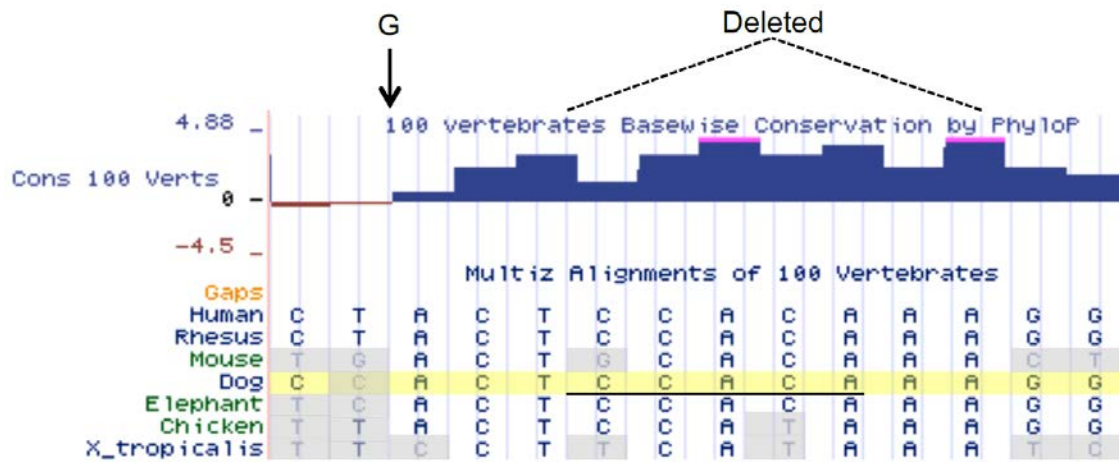 G Deleted
4.88 _ 100 vertebrates Basewise Conservation by PhyloP
Cons 100 Verts
0 _
-4.5 _
Multiz Alignments of 100 Vertebrates
Gaps
Human C T A C T C C A C A A A G G
Rhesus C T A C T C C A C A A A G G
Mouse T G A C T G C A C A A A C T
Dog C C A C T C C A C A A A G G
Elephant T C A C T C C A C A A A G G
Chicken T T A C T C C A T A A A G G
X_tropicalis T T C C T T C A T A A A T C